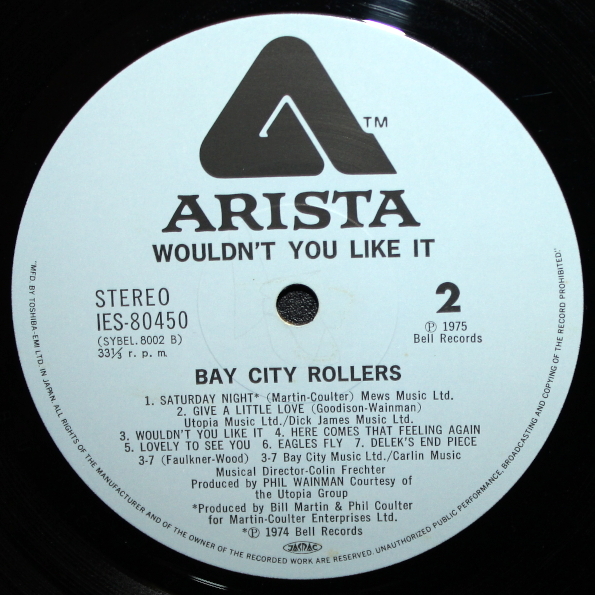 TM
ARISTA
WOULDN'T YOU LIKE IT
STEREO
IES-80450
(SYBEL. 8002 B)
33⅓ r. p. m.
2
Ⓟ 1975
Bell Records
BAY CITY ROLLERS
1. SATURDAY NIGHT* (Martin-Coulter) Mews Music Ltd.
2. GIVE A LITTLE LOVE (Goodison-Wainman)
Utopia Music Ltd./Dick James Music Ltd.
3. WOULDN'T YOU LIKE IT 4. HERE COMES THAT FEELING AGAIN
5. LOVELY TO SEE YOU 6. EAGLES FLY 7. DELEK'S END PIECE
3-7 (Faulkner-Wood) 3-7 Bay City Music Ltd./Carlin Music
Musical Director-Colin Frechter
Produced by PHIL WAINMAN Courtesy of
the Utopia Group
*Produced by Bill Martin & Phil Coulter
for Martin-Coulter Enterprises Ltd.
*Ⓟ 1974 Bell Records
JASRAC
"MFD. BY TOSHIBA-EMI LTD. IN JAPAN. ALL RIGHTS OF THE MANUFACTURER AND OF THE OWNER OF THE RECORDED WORK ARE RESERVED. UNAUTHORIZED PUBLIC PERFORMANCE, BROADCASTING AND COPYING OF THE RECORD PROHIBITED."